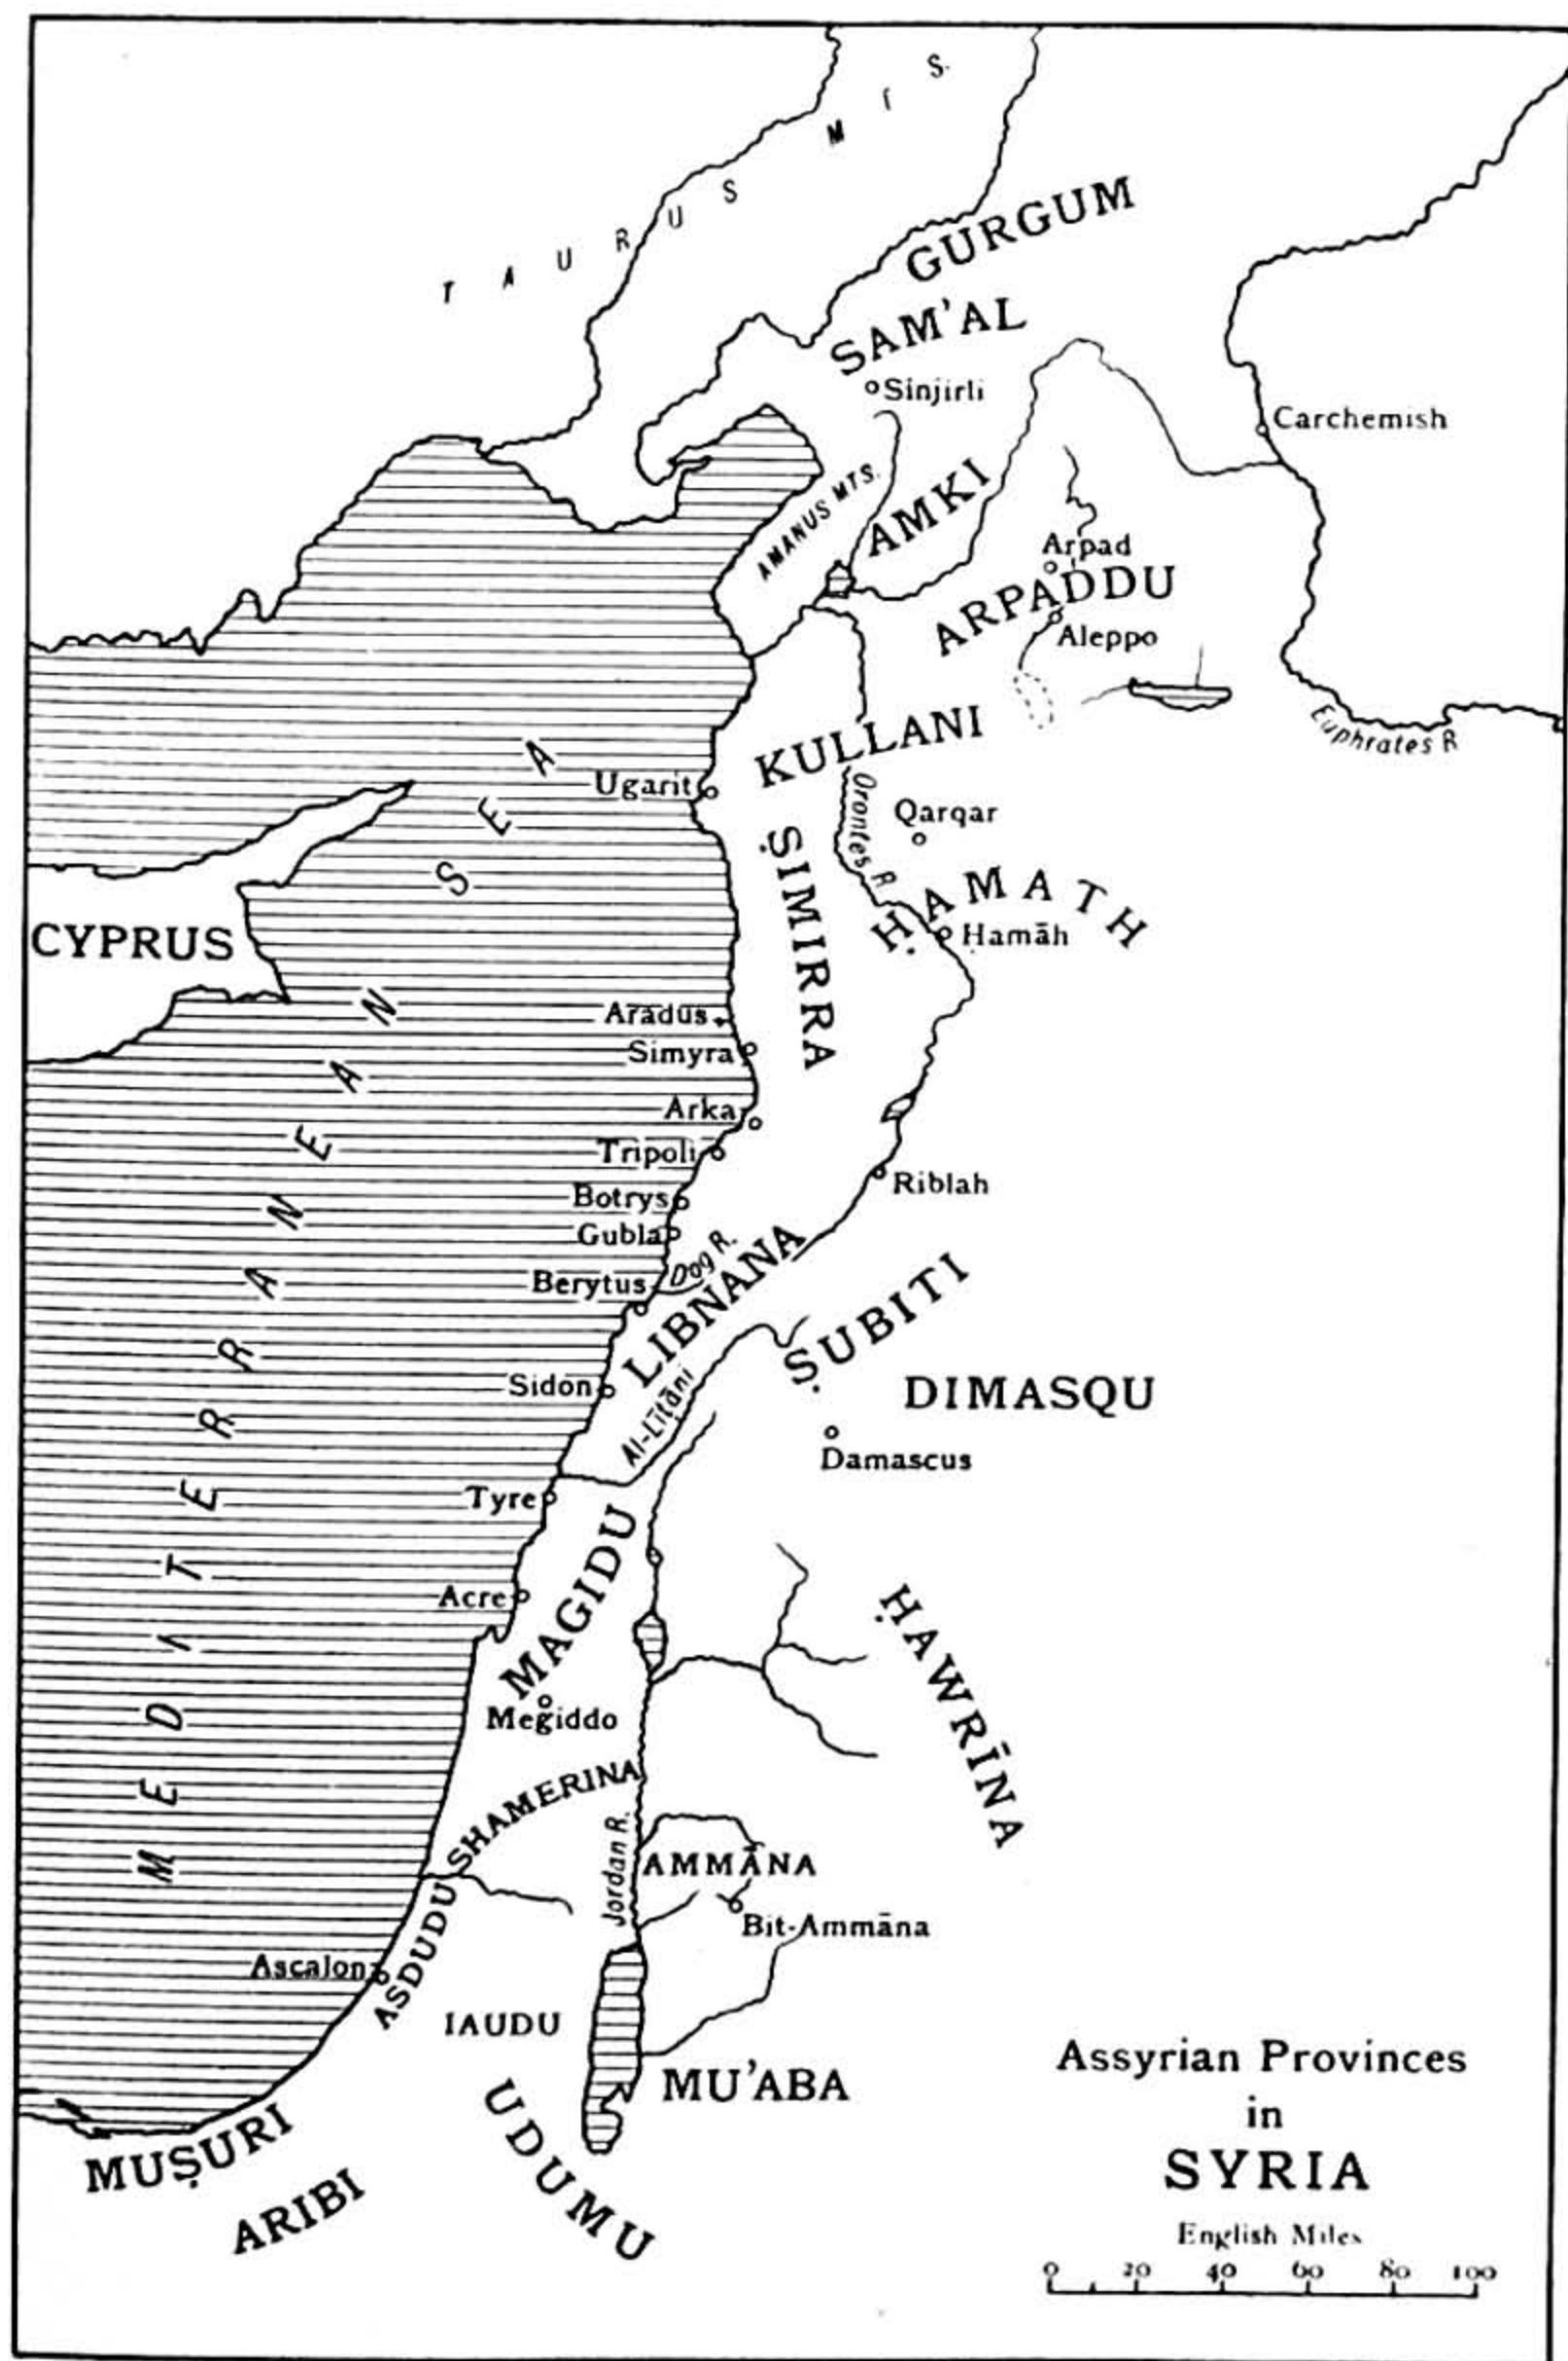 TAURUS MTS.
GURGUM
SAM'AL
Sinjirli
Carchemish
AMANUS MTS.
AMKI
Arpad
ARPADDU
Aleppo
Euphrates R
KULLANI
Ugarit
Orontes R
Qarqar
ṢIMIRRA
ḤAMATH
Ḥamāh
CYPRUS
MEDITERRANEAN SEA
Aradus
Simyra
Arka
Tripoli
Riblah
Botrys
Gubla
Dog R.
Berytus
LIBNANA
ṢUBITI
Sidon
Al-Līṭāni
DIMASQU
Damascus
Tyre
MAGIDU
Acre
ḤAWRĪNA
Megiddo
SHAMERINA
Jordan R.
AMMĀNA
Bit-Ammāna
ASDUDU
Ascalon
IAUDU
MU'ABA
UDUMU
MUṢURI
ARIBI
Assyrian Provinces
in
SYRIA
English Miles
0 20 40 60 80 100